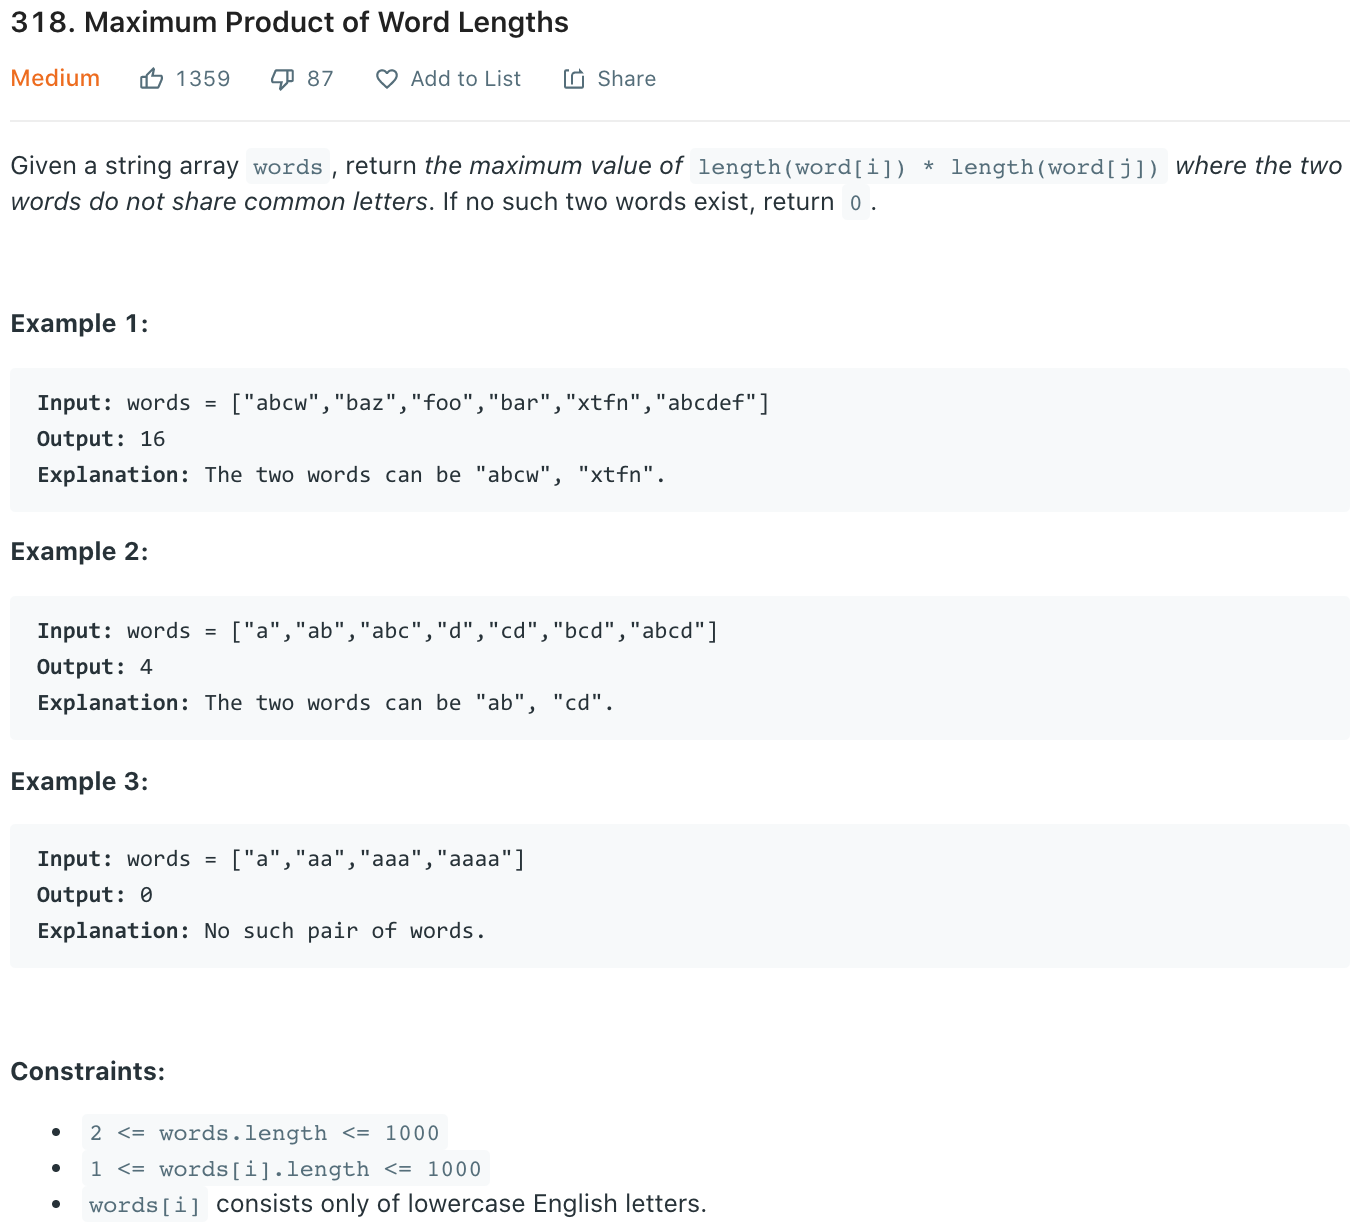 318. Maximum Product of Word Lengths
Medium 1359 87 Add to List Share
Given a string array words , return the maximum value of length(word[i]) * length(word[j]) where the two
words do not share common letters. If no such two words exist, return 0 .
Example 1:
Input: words = ["abcw","baz","foo","bar","xtfn","abcdef"]
Output: 16
Explanation: The two words can be "abcw", "xtfn".
Example 2:
Input: words = ["a","ab","abc","d","cd","bcd","abcd"]
Output: 4
Explanation: The two words can be "ab", "cd".
Example 3:
Input: words = ["a","aa","aaa","aaaa"]
Output: 0
Explanation: No such pair of words.
Constraints:
• 2 <= words.length <= 1000
• 1 <= words[i].length <= 1000
• words[i] consists only of lowercase English letters.